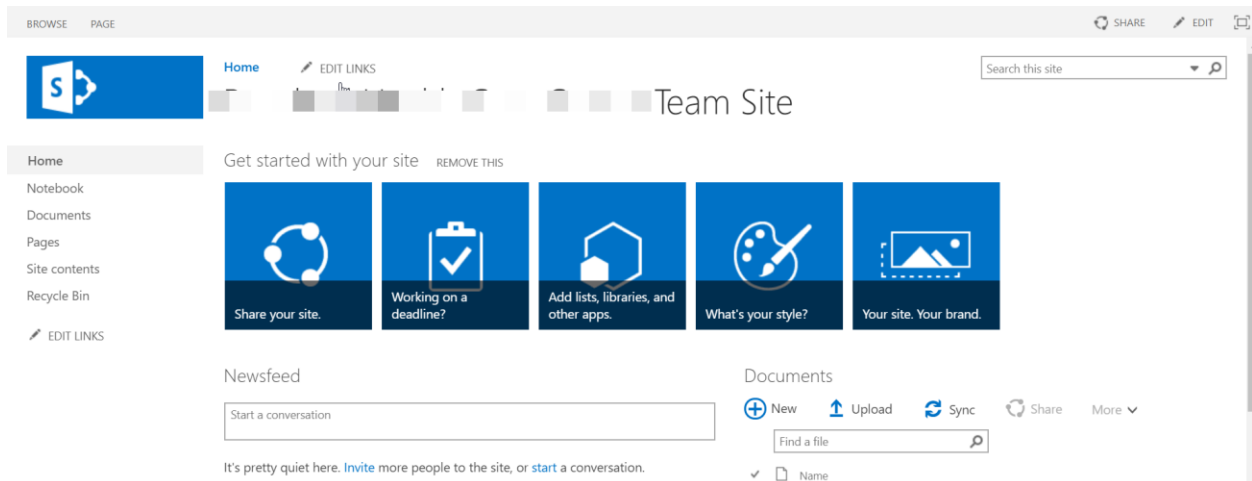 BROWSE PAGE SHARE EDIT
S
Home EDIT LINKS
Search this site
Team Site
Home
Notebook
Documents
Pages
Site contents
Recycle Bin
EDIT LINKS
Get started with your site REMOVE THIS
Share your site.
Working on a
deadline?
Add lists, libraries, and
other apps.
What's your style?
Your site. Your brand.
Newsfeed
Start a conversation
It's pretty quiet here. Invite more people to the site, or start a conversation.
Documents
New Upload Sync Share More
Find a file
Name